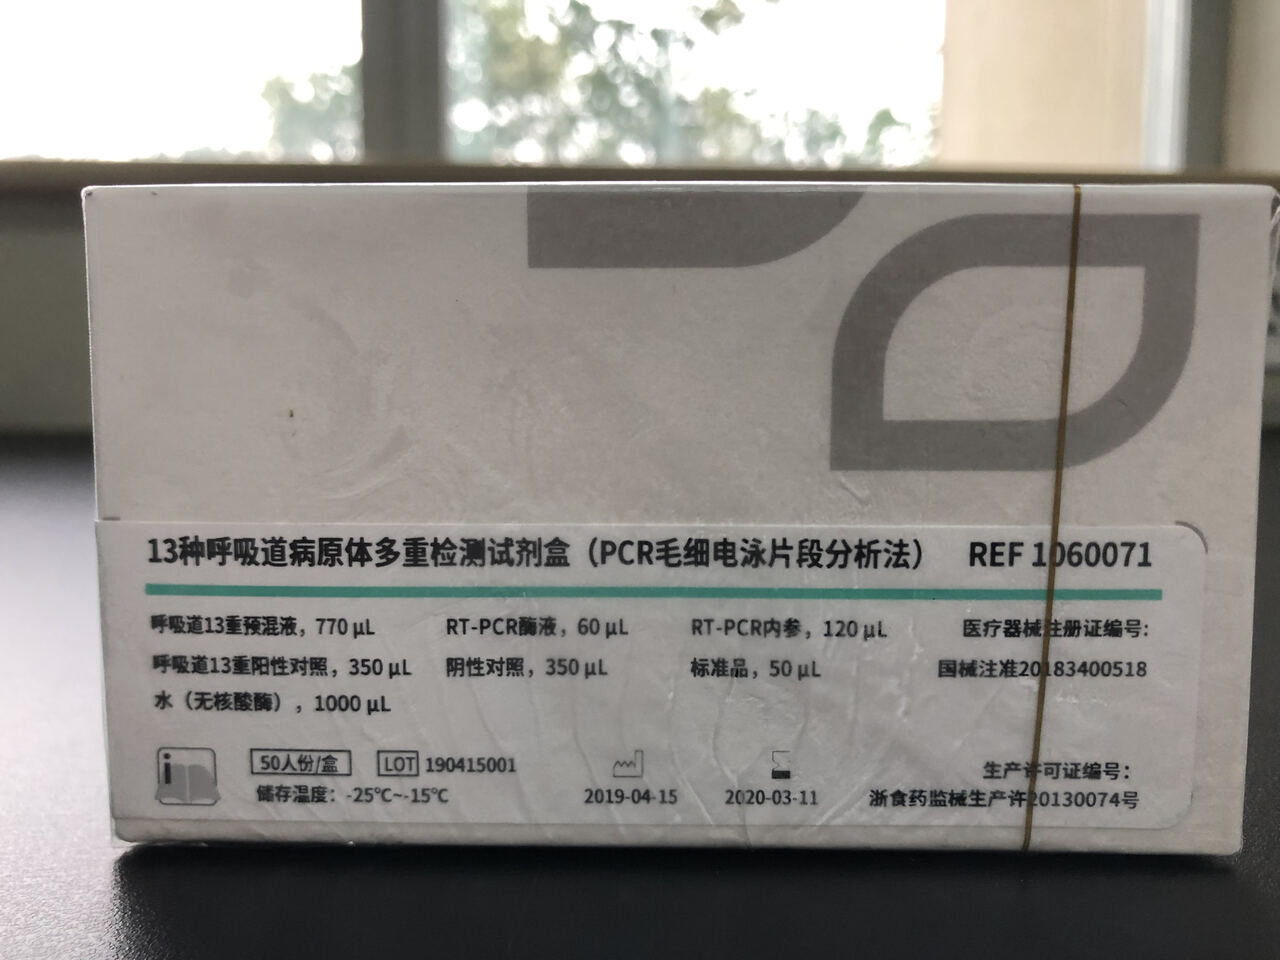 13种呼吸道病原体多重检测试剂盒（PCR毛细电泳片段分析法） REF 1060071
呼吸道13重预混液，770 μL RT-PCR酶液，60 μL RT-PCR内参，120 μL 医疗器械注册证编号:
呼吸道13重阳性对照，350 μL 阴性对照，350 μL 标准品，50 μL 国械注准20183400518
水（无核酸酶），1000 μL
i 50人份/盒 LOT 190415001 生产许可证编号：
储存温度：-25℃~-15℃ 2019-04-15 2020-03-11 浙食药监械生产许20130074号